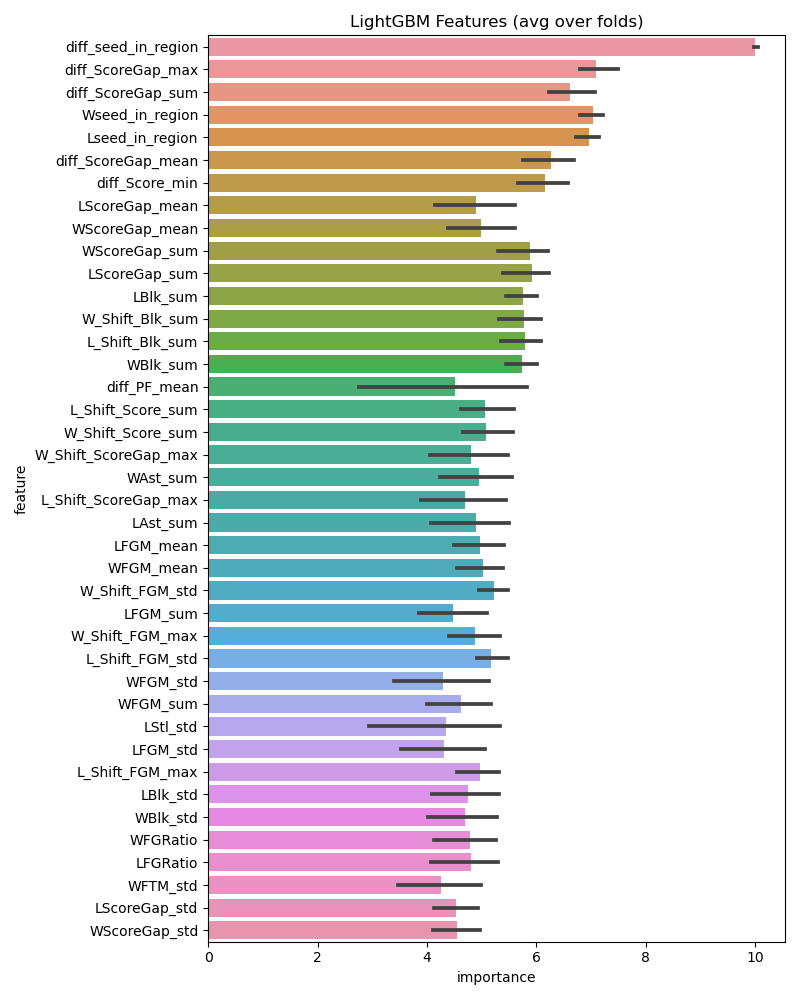 LightGBM Features (avg over folds)
diff_seed_in_region
diff_ScoreGap_max
diff_ScoreGap_sum
Wseed_in_region
Lseed_in_region
diff_ScoreGap_mean
diff_Score_min
LScoreGap_mean
WScoreGap_mean
WScoreGap_sum
LScoreGap_sum
LBlk_sum
W_Shift_Blk_sum
L_Shift_Blk_sum
WBlk_sum
diff_PF_mean
L_Shift_Score_sum
W_Shift_Score_sum
W_Shift_ScoreGap_max
WAst_sum
L_Shift_ScoreGap_max
LAst_sum
LFGM_mean
WFGM_mean
W_Shift_FGM_std
LFGM_sum
W_Shift_FGM_max
L_Shift_FGM_std
WFGM_std
WFGM_sum
LStl_std
LFGM_std
L_Shift_FGM_max
LBlk_std
WBlk_std
WFGRatio
LFGRatio
WFTM_std
LScoreGap_std
WScoreGap_std
feature
0 2 4 6 8 10
importance